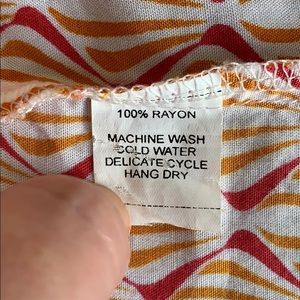 100% RAYON
MACHINE WASH
COLD WATER
DELICATE CYCLE
HANG DRY